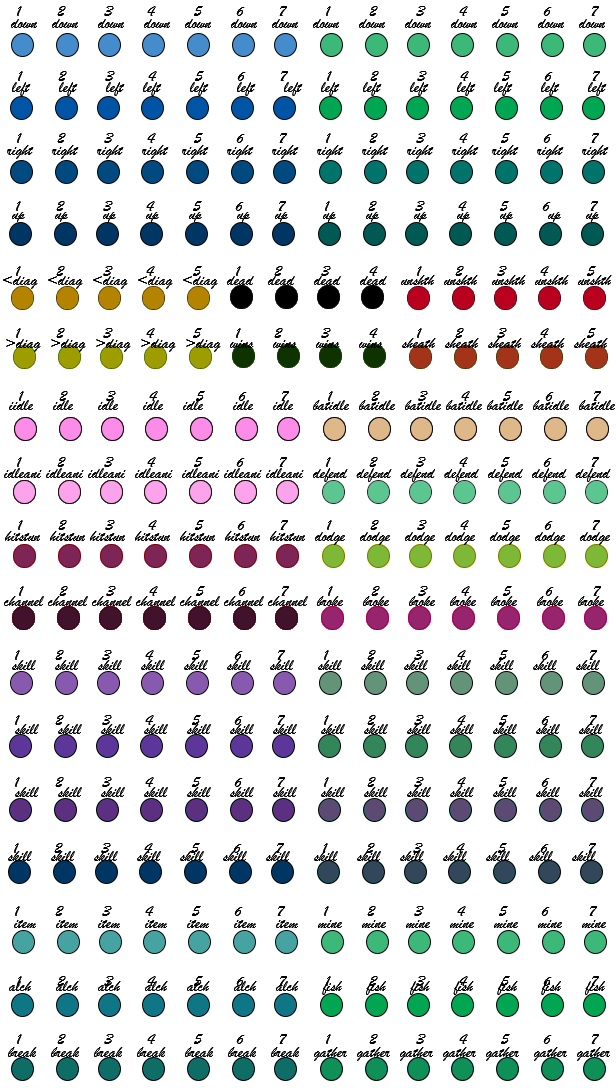 1 2 3 4 5 6 7 1 2 3 4 5 6 7
down down down down down down down down down down down down down down
1 2 3 4 5 6 7 1 2 3 4 5 6 7
left left left left left left left left left left left left left left
1 2 3 4 5 6 7 1 2 3 4 5 6 7
right right right right right right right right right right right right right right
1 2 3 4 5 6 7 1 2 3 4 5 6 7
up up up up up up up up up up up up up up
1 2 3 4 5 1 2 3 4 1 2 3 4 5
<diag <diag <diag <diag <diag dead dead dead dead unshth unshth unshth unshth unshth
1 2 3 4 5 1 2 3 4 1 2 3 4 5
>diag >diag >diag >diag >diag wins wins wins wins sheath sheath sheath sheath sheath
1 2 3 4 5 6 7 1 2 3 4 5 6 7
iidle idle idle idle idle idle idle batidle batidle batidle batidle batidle batidle batidle
1 2 3 4 5 6 7 1 2 3 4 5 6 7
idleani idleani idleani idleani idleani idleani idleani defend defend defend defend defend defend defend
1 2 3 4 5 6 7 1 2 3 4 5 6 7
hitstun hitstun hitstun hitstun hitstun hitstun hitstun dodge dodge dodge dodge dodge dodge dodge
1 2 3 4 5 6 7 1 2 3 4 5 6 7
channel channel channel channel channel channel channel broke broke broke broke broke broke broke
1 2 3 4 5 6 7 1 2 3 4 5 6 7
skill skill skill skill skill skill skill skill skill skill skill skill skill skill
1 2 3 4 5 6 7 1 2 3 4 5 6 7
skill skill skill skill skill skill skill skill skill skill skill skill skill skill
1 2 3 4 5 6 7 1 2 3 4 5 6 7
skill skill skill skill skill skill skill skill skill skill skill skill skill skill
1 2 3 4 5 6 7 1 2 3 4 5 6 7
skill skill skill skill skill skill skill skill skill skill skill skill skill skill
1 2 3 4 5 6 7 1 2 3 4 5 6 7
item item item item item item item mine mine mine mine mine mine mine
1 2 3 4 5 6 7 1 2 3 4 5 6 7
alch alch alch alch alch alch alch fish fish fish fish fish fish fish
1 2 3 4 5 6 7 1 2 3 4 5 6 7
break break break break break break break gather gather gather gather gather gather gather